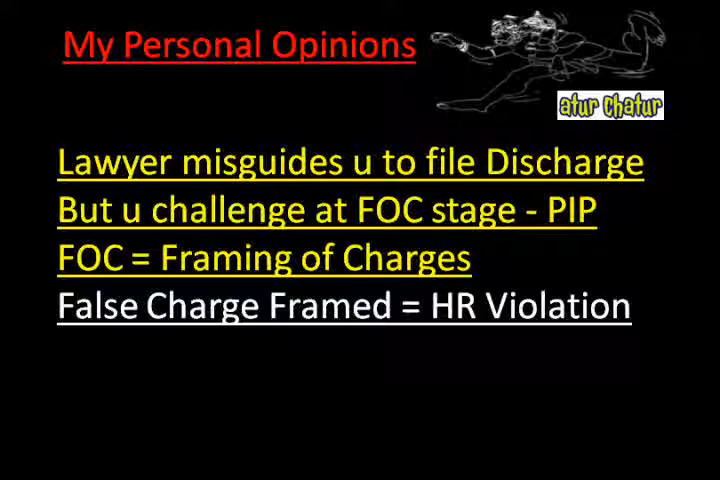 My Personal Opinions
atur chatur
Lawyer misguides u to file Discharge
But u challenge at FOC stage - PIP
FOC = Framing of Charges
False Charge Framed = HR Violation